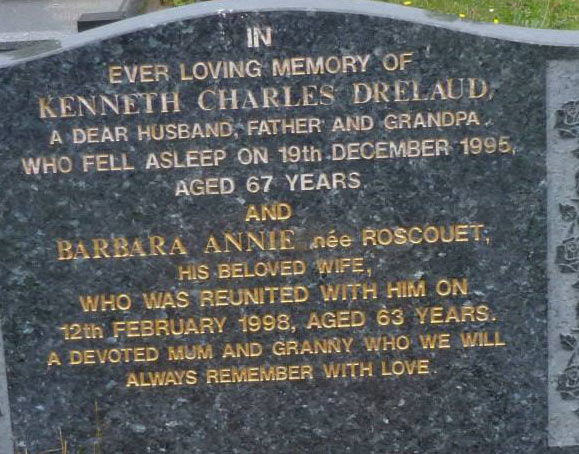 IN
EVER LOVING MEMORY OF
KENNETH CHARLES DRELAUD,
A DEAR HUSBAND, FATHER AND GRANDPA,
WHO FELL ASLEEP ON 19th DECEMBER 1995,
AGED 67 YEARS.
AND
BARBARA ANNIE née ROSCOUET,
HIS BELOVED WIFE,
WHO WAS REUNITED WITH HIM ON
12th FEBRUARY 1998, AGED 63 YEARS.
A DEVOTED MUM AND GRANNY WHO WE WILL
ALWAYS REMEMBER WITH LOVE.